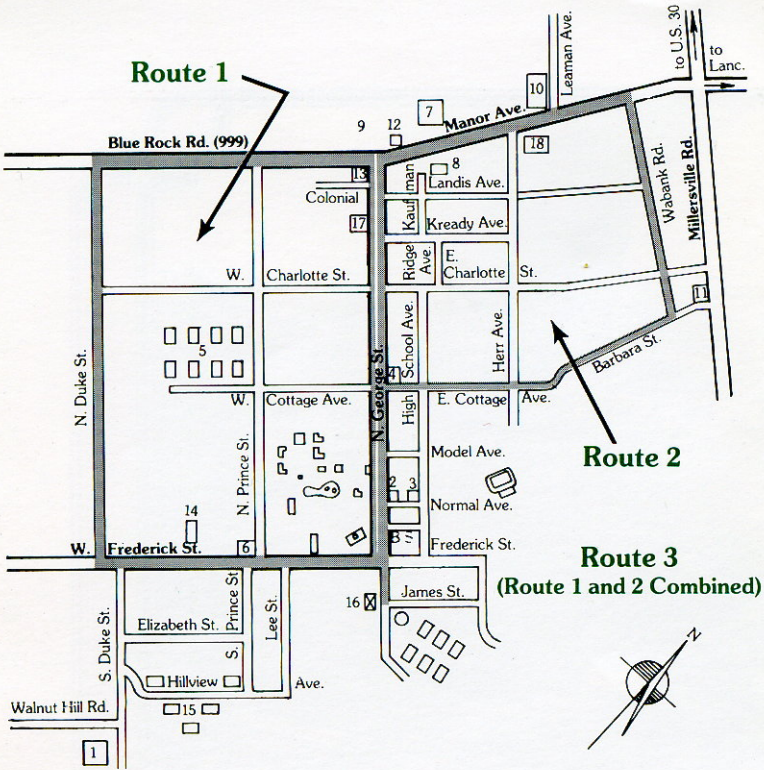 to U.S. 30
to
Lanc.
Leaman Ave.
Route 1
10
7
Manor Ave.
9
12
Blue Rock Rd. (999)
18
8
13
Landis Ave.
Colonial
Kaufman
Wabank Rd.
Millersville Rd.
17
Kready Ave.
Ridge Ave.
E.
Charlotte
St.
W.
Charlotte St.
11
High School Ave.
Herr Ave.
Barbara St.
5
N. Duke St.
N. George St.
4
W.
Cottage Ave.
E. Cottage
Ave.
Model Ave.
Route 2
N. Prince St.
2
3
14
Normal Ave.
W.
Frederick St.
6
B
Frederick St.
Route 3
(Route 1 and 2 Combined)
16
James St.
S. Duke St.
Elizabeth St.
S. Prince St
Lee St.
N
Hillview
Ave.
Walnut Hill Rd.
15
1